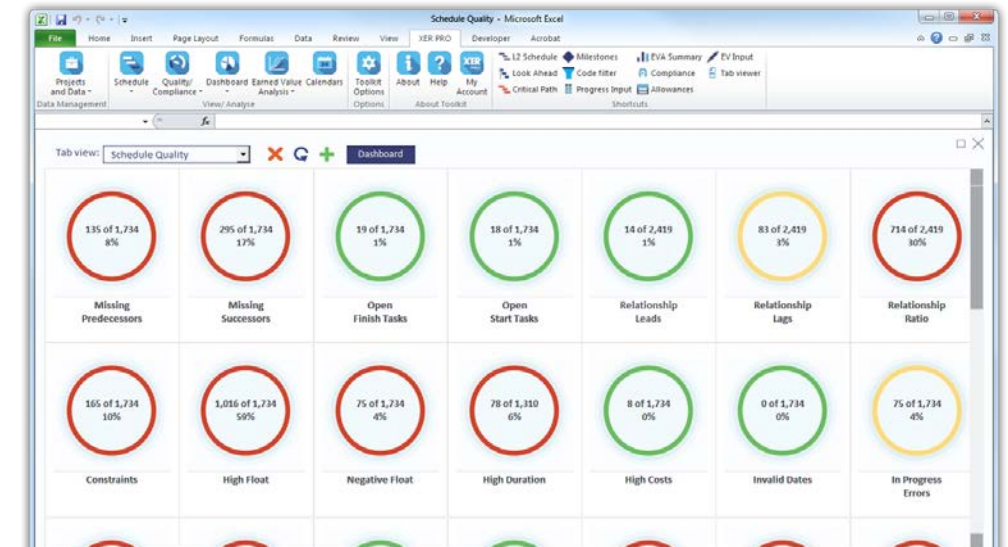 Schedule Quality - Microsoft Excel
File Home Insert Page Layout Formulas Data Review View XER PRO Developer Acrobat
Projects and Data
Schedule
Quality/ Compliance
Dashboard
Earned Value Analysis
Calendars
Toolkit Options
About
Help
XER
My Account
L2 Schedule Milestones EVA Summary EV Input
Look Ahead Code filter Compliance Tab viewer
Critical Path Progress Input Allowances
Data Management View/ Analyse Options About Toolkit Shortcuts
fx
Tab view: Schedule Quality Dashboard
135 of 1,734
8%
Missing
Predecessors
295 of 1,734
17%
Missing
Successors
19 of 1,734
1%
Open
Finish Tasks
18 of 1,734
1%
Open
Start Tasks
14 of 2,419
1%
Relationship
Leads
83 of 2,419
3%
Relationship
Lags
714 of 2,419
30%
Relationship
Ratio
165 of 1,734
10%
Constraints
1,016 of 1,734
59%
High Float
75 of 1,734
4%
Negative Float
78 of 1,310
6%
High Duration
8 of 1,734
0%
High Costs
0 of 1,734
0%
Invalid Dates
75 of 1,734
4%
In Progress
Errors